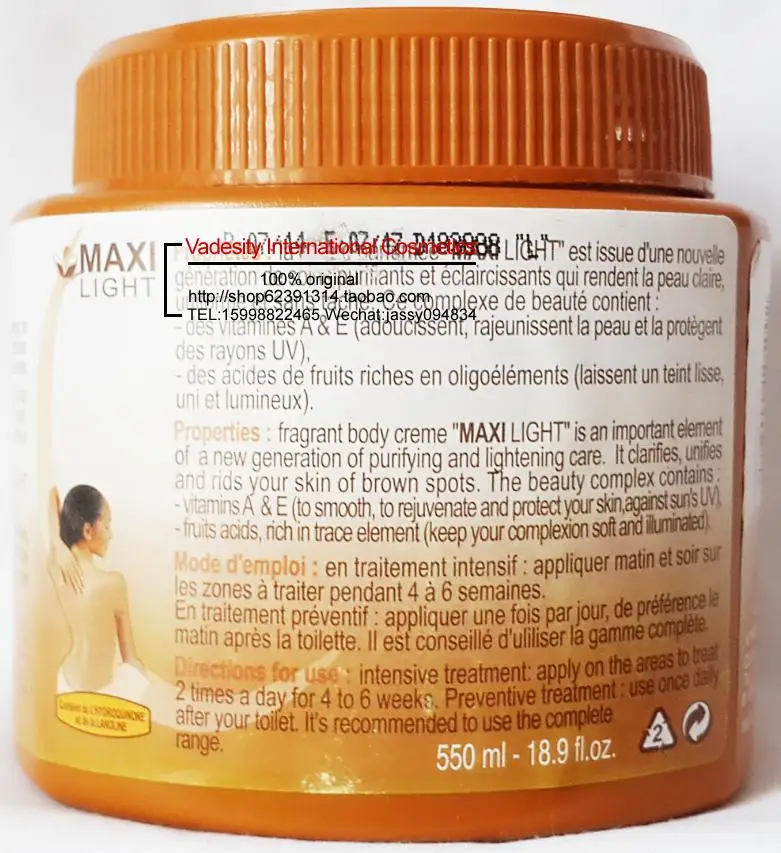 MAXI
LIGHT
Vadesity International Cosmetics
100% original
http://shop62391314.taobao.com
TEL:15998822465 Wechat:jassy094834
LIGHT" est issue d'une nouvelle
génération et éclaircissants qui rendent la peau claire,
complexe de beauté contient :
- des vitamines A & E (adoucissent, rajeunissent la peau et la protègent
des rayons UV),
- des acides de fruits riches en oligoéléments (laissent un teint lisse,
uni et lumineux).
Properties : fragrant body creme "MAXI LIGHT" is an important element
of a new generation of purifying and lightening care. It clarifies, unifies
and rids your skin of brown spots. The beauty complex contains :
- vitamins A & E (to smooth, to rejuvenate and protect your skin,against sun's UV),
- fruits acids, rich in trace element (keep your complexion soft and illuminated).
Mode d'emploi : en traitement intensif : appliquer matin et soir sur
les zones à traiter pendant 4 à 6 semaines.
En traitement préventif : appliquer une fois par jour, de préférence le
matin après la toilette. Il est conseillé d'uliliser la gamme complète.
Directions for use : intensive treatment: apply on the areas to treat
2 times a day for 4 to 6 weeks. Preventive treatment : use once daily
after your toilet. It's recommended to use the complete
range.
550 ml - 18.9 fl.oz.
2
Contient de L'HYDROQUINONE
et de la LANOLINE